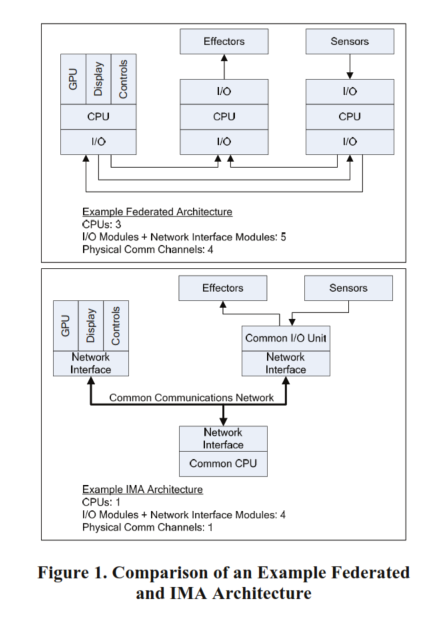 Effectors
Sensors
GPU
Display
Controls
I/O
I/O
CPU
CPU
CPU
I/O
I/O
I/O
Example Federated Architecture
CPUs: 3
I/O Modules + Network Interface Modules: 5
Physical Comm Channels: 4
Effectors
Sensors
GPU
Display
Controls
Common I/O Unit
Network
Interface
Network
Interface
Common Communications Network
Network
Interface
Common CPU
Example IMA Architecture
CPUs: 1
I/O Modules + Network Interface Modules: 4
Physical Comm Channels: 1
Figure 1. Comparison of an Example Federated
and IMA Architecture